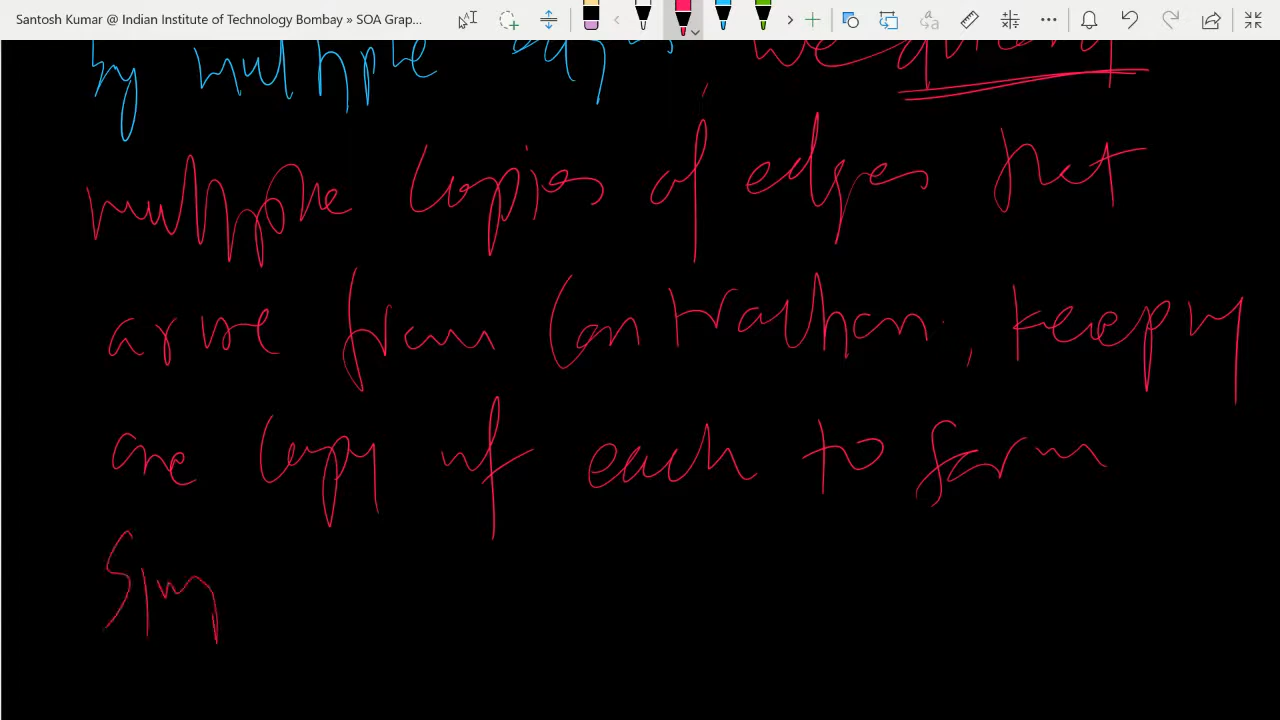 Santosh Kumar @ Indian Institute of Technology Bombay » SOA Grap...
by multiple edges we discard
multiple copies of edges that
arise from contraction, keeping
one copy of each to form
Sim